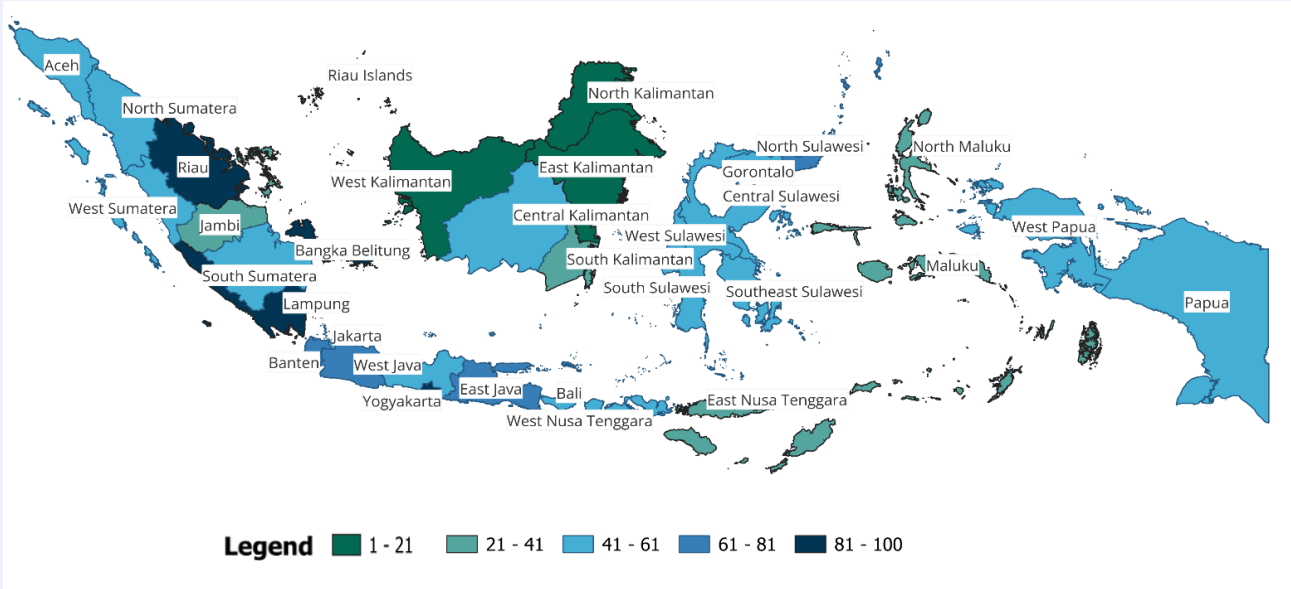 Aceh
Riau Islands
North Sumatera
North Kalimantan
Riau
North Sulawesi
North Maluku
East Kalimantan
Gorontalo
West Kalimantan
Central Sulawesi
West Sumatera
Central Kalimantan
Jambi
West Papua
West Sulawesi
Bangka Belitung
South Kalimantan
Maluku
South Sumatera
South Sulawesi
Southeast Sulawesi
Papua
Lampung
Jakarta
Banten
West Java
East Java
Bali
Yogyakarta
East Nusa Tenggara
West Nusa Tenggara
Legend 1 - 21 21 - 41 41 - 61 61 - 81 81 - 100